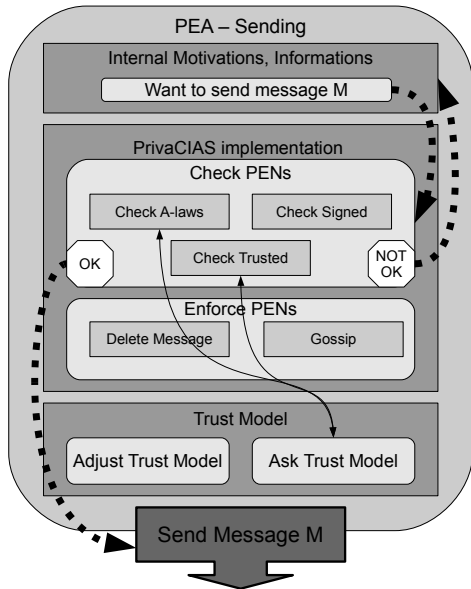 PEA – Sending
Internal Motivations, Informations
Want to send message M
PrivaCIAS implementation
Check PENs
Check A-laws
Check Signed
OK
Check Trusted
NOT
OK
Enforce PENs
Delete Message
Gossip
Trust Model
Adjust Trust Model
Ask Trust Model
Send Message M